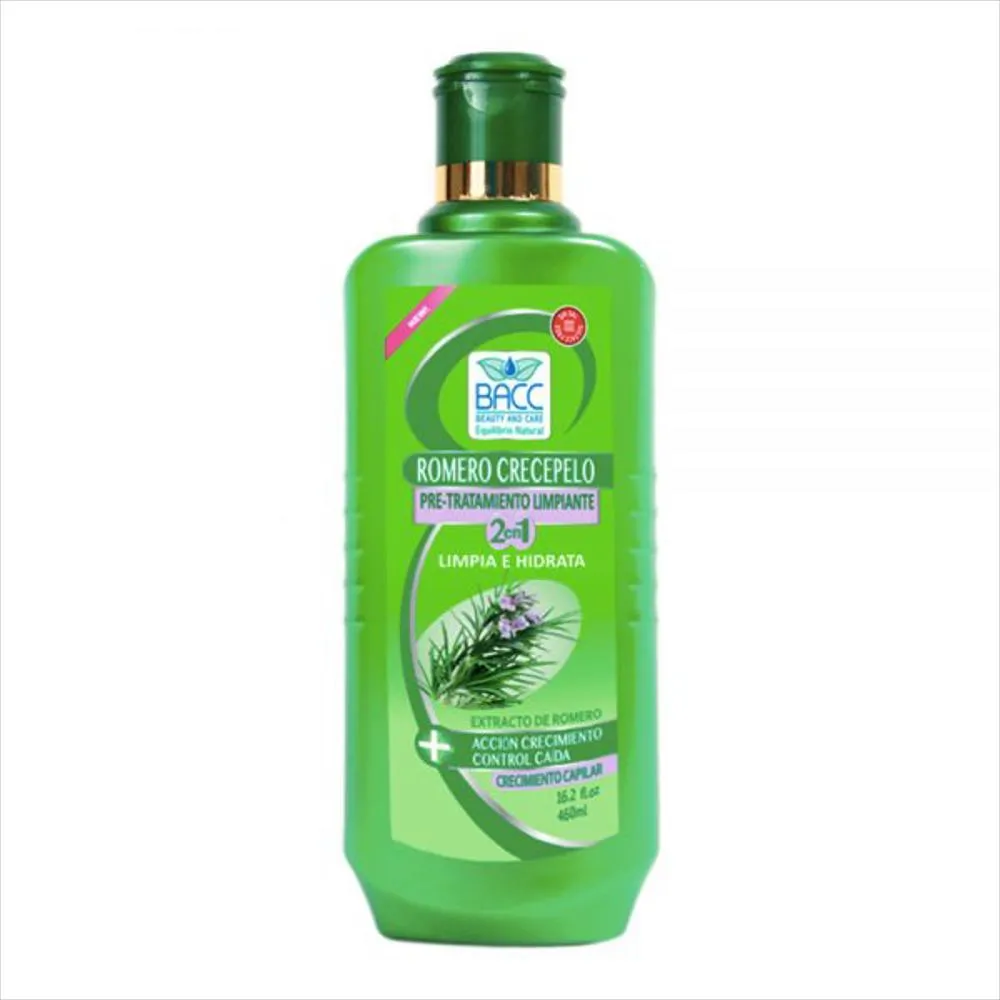 NEW!
BACC
BEAUTY AND CARE
Equilibrio Natural
ROMERO CRECEPELO
PRE-TRATAMIENTO LIMPIANTE
2en1
LIMPIA E HIDRATA
EXTRACTO DE ROMERO
+ ACCIÓN CRECIMIENTO
CONTROL CAÍDA
CRECIMIENTO CAPILAR
16.2 fl.oz
460ml